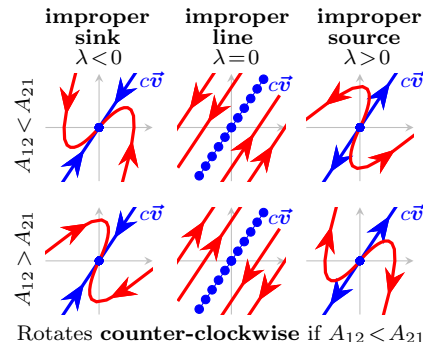 improper improper improper
sink line source
λ<0 λ=0 λ>0
A₁₂<A₂₁
cv⃗ cv⃗ cv⃗
A₁₂>A₂₁
cv⃗ cv⃗ cv⃗
Rotates counter-clockwise if A₁₂<A₂₁